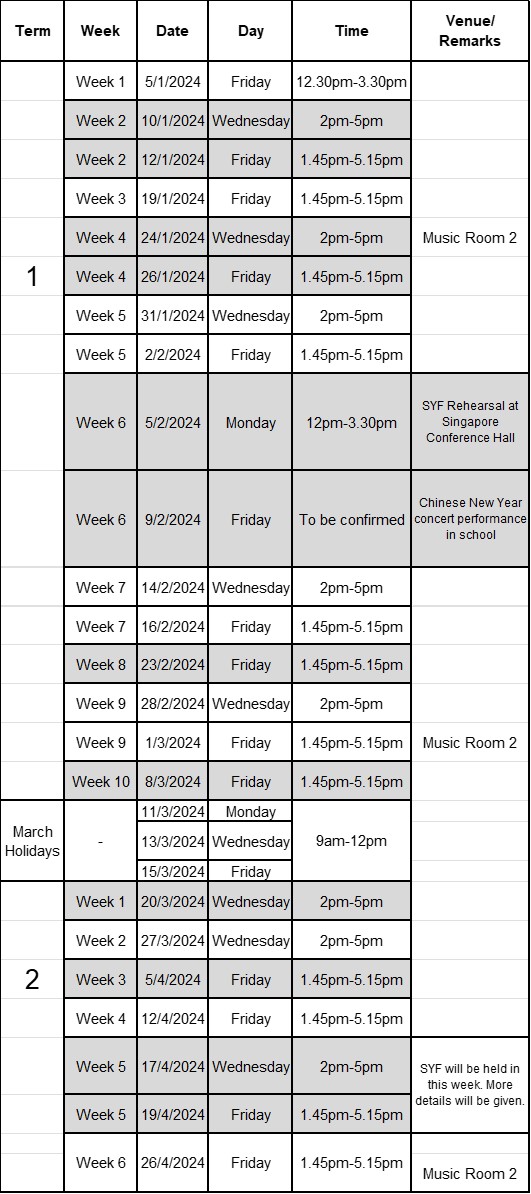 Term Week Date Day Time Venue/
Remarks
Week 1 5/1/2024 Friday 12.30pm-3.30pm
Week 2 10/1/2024 Wednesday 2pm-5pm
Week 2 12/1/2024 Friday 1.45pm-5.15pm
Week 3 19/1/2024 Friday 1.45pm-5.15pm
Week 4 24/1/2024 Wednesday 2pm-5pm Music Room 2
1 Week 4 26/1/2024 Friday 1.45pm-5.15pm
Week 5 31/1/2024 Wednesday 2pm-5pm
Week 5 2/2/2024 Friday 1.45pm-5.15pm
Week 6 5/2/2024 Monday 12pm-3.30pm SYF Rehearsal at
Singapore
Conference Hall
Week 6 9/2/2024 Friday To be confirmed Chinese New Year
concert performance
in school
Week 7 14/2/2024 Wednesday 2pm-5pm
Week 7 16/2/2024 Friday 1.45pm-5.15pm
Week 8 23/2/2024 Friday 1.45pm-5.15pm
Week 9 28/2/2024 Wednesday 2pm-5pm
Week 9 1/3/2024 Friday 1.45pm-5.15pm Music Room 2
Week 10 8/3/2024 Friday 1.45pm-5.15pm
March
Holidays
-
11/3/2024 Monday
13/3/2024 Wednesday 9am-12pm
15/3/2024 Friday
Week 1 20/3/2024 Wednesday 2pm-5pm
Week 2 27/3/2024 Wednesday 2pm-5pm
2 Week 3 5/4/2024 Friday 1.45pm-5.15pm
Week 4 12/4/2024 Friday 1.45pm-5.15pm
Week 5 17/4/2024 Wednesday 2pm-5pm SYF will be held in
this week. More
details will be given.
Week 5 19/4/2024 Friday 1.45pm-5.15pm
Week 6 26/4/2024 Friday 1.45pm-5.15pm Music Room 2